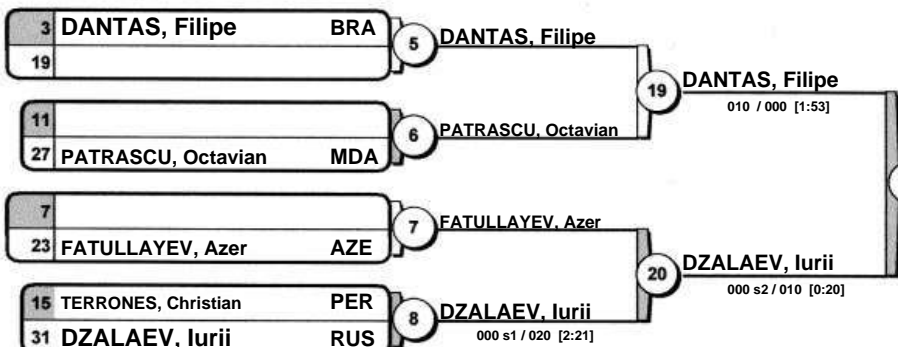 3 DANTAS, Filipe BRA
19
5 DANTAS, Filipe
11
27 PATRASCU, Octavian MDA
6 PATRASCU, Octavian
19 DANTAS, Filipe
010 / 000 [1:53]
7
23 FATULLAYEV, Azer AZE
7 FATULLAYEV, Azer
15 TERRONES, Christian PER
31 DZALAEV, Iurii RUS
8 DZALAEV, Iurii
000 s1 / 020 [2:21]
20 DZALAEV, Iurii
000 s2 / 010 [0:20]